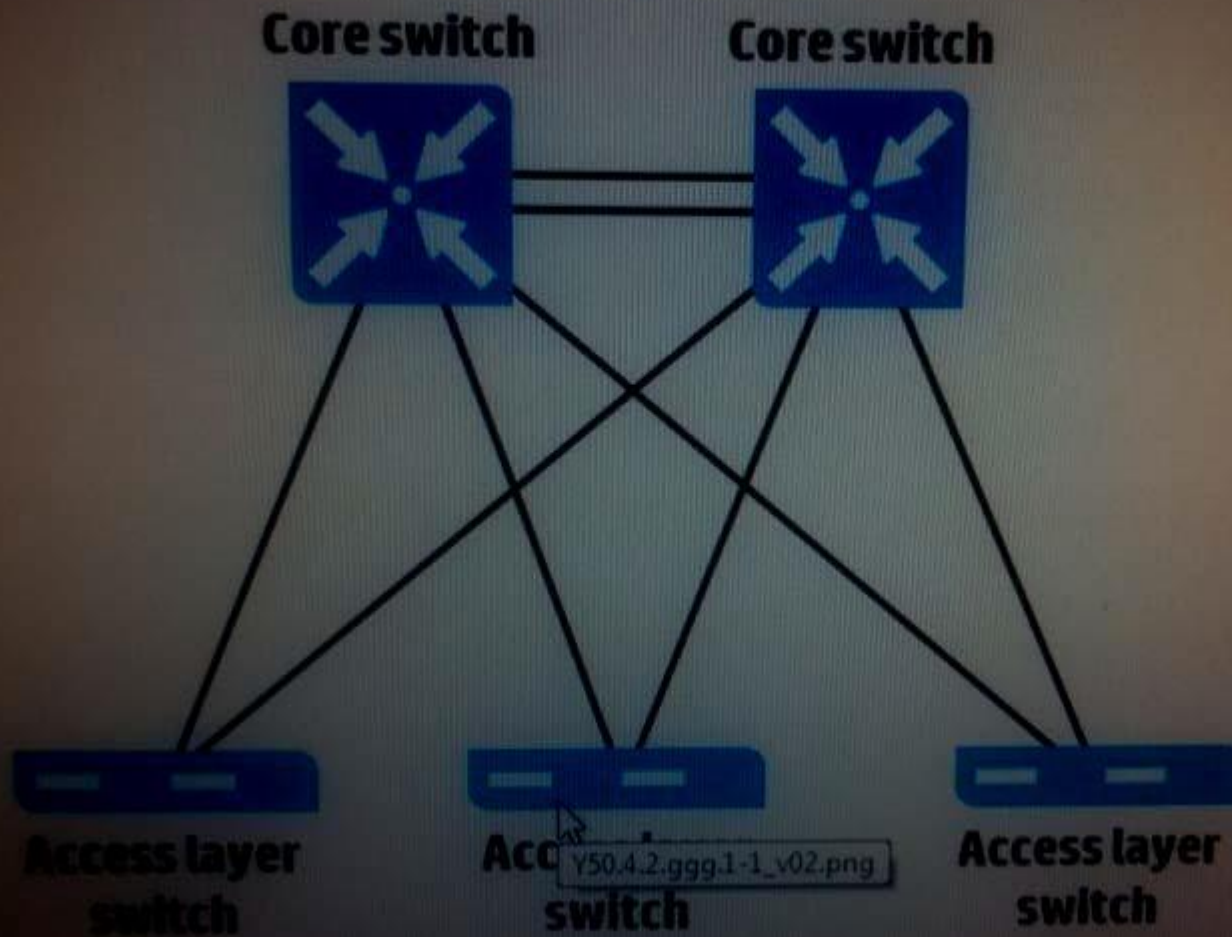 Core switch
Core switch
Access layer
switch
Acc
Y50.4.2.ggg.1-1_v02.png
switch
Access layer
switch